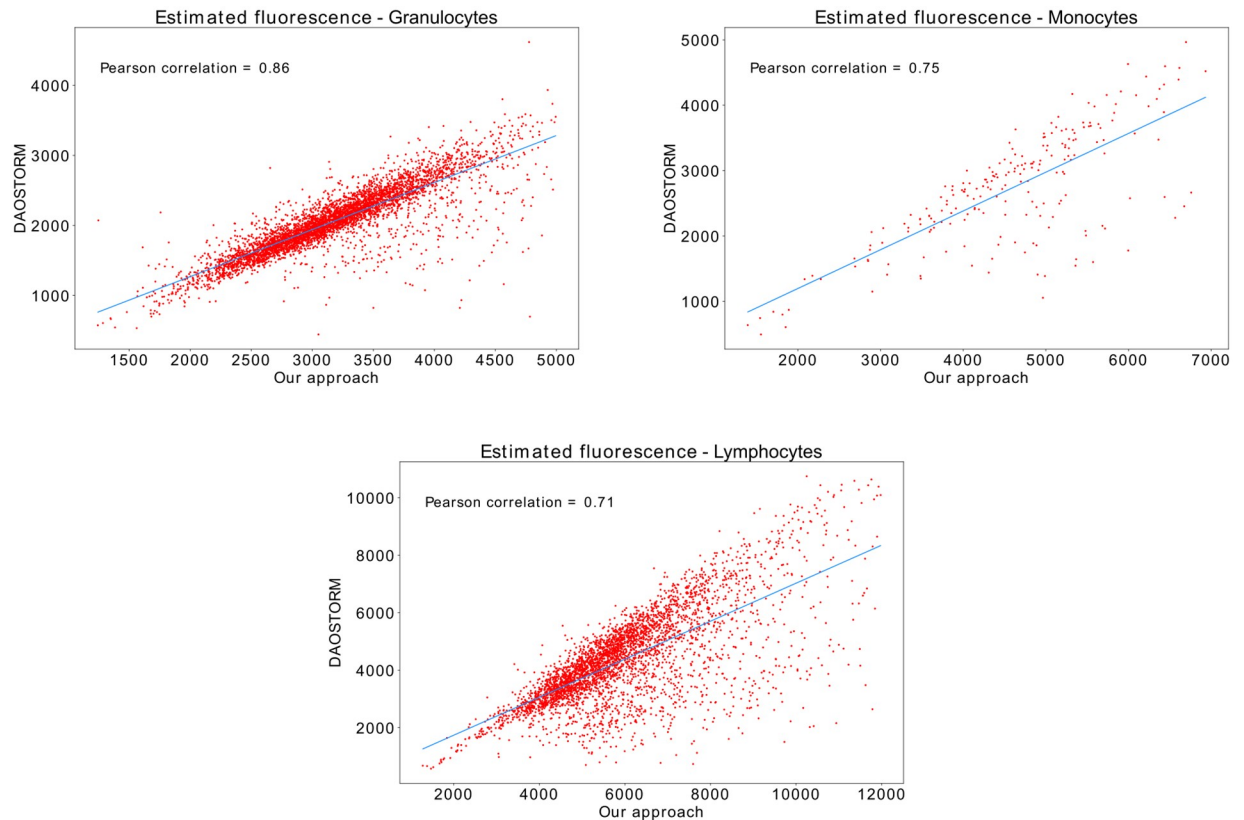 Estimated fluorescence - Granulocytes
Pearson correlation = 0.86
DAOSTORM
4000
3000
2000
1000
1500 2000 2500 3000 3500 4000 4500 5000
Our approach
Estimated fluorescence - Monocytes
Pearson correlation = 0.75
DAOSTORM
5000
4000
3000
2000
1000
2000 3000 4000 5000 6000 7000
Our approach
Estimated fluorescence - Lymphocytes
Pearson correlation = 0.71
DAOSTORM
10000
8000
6000
4000
2000
2000 4000 6000 8000 10000 12000
Our approach